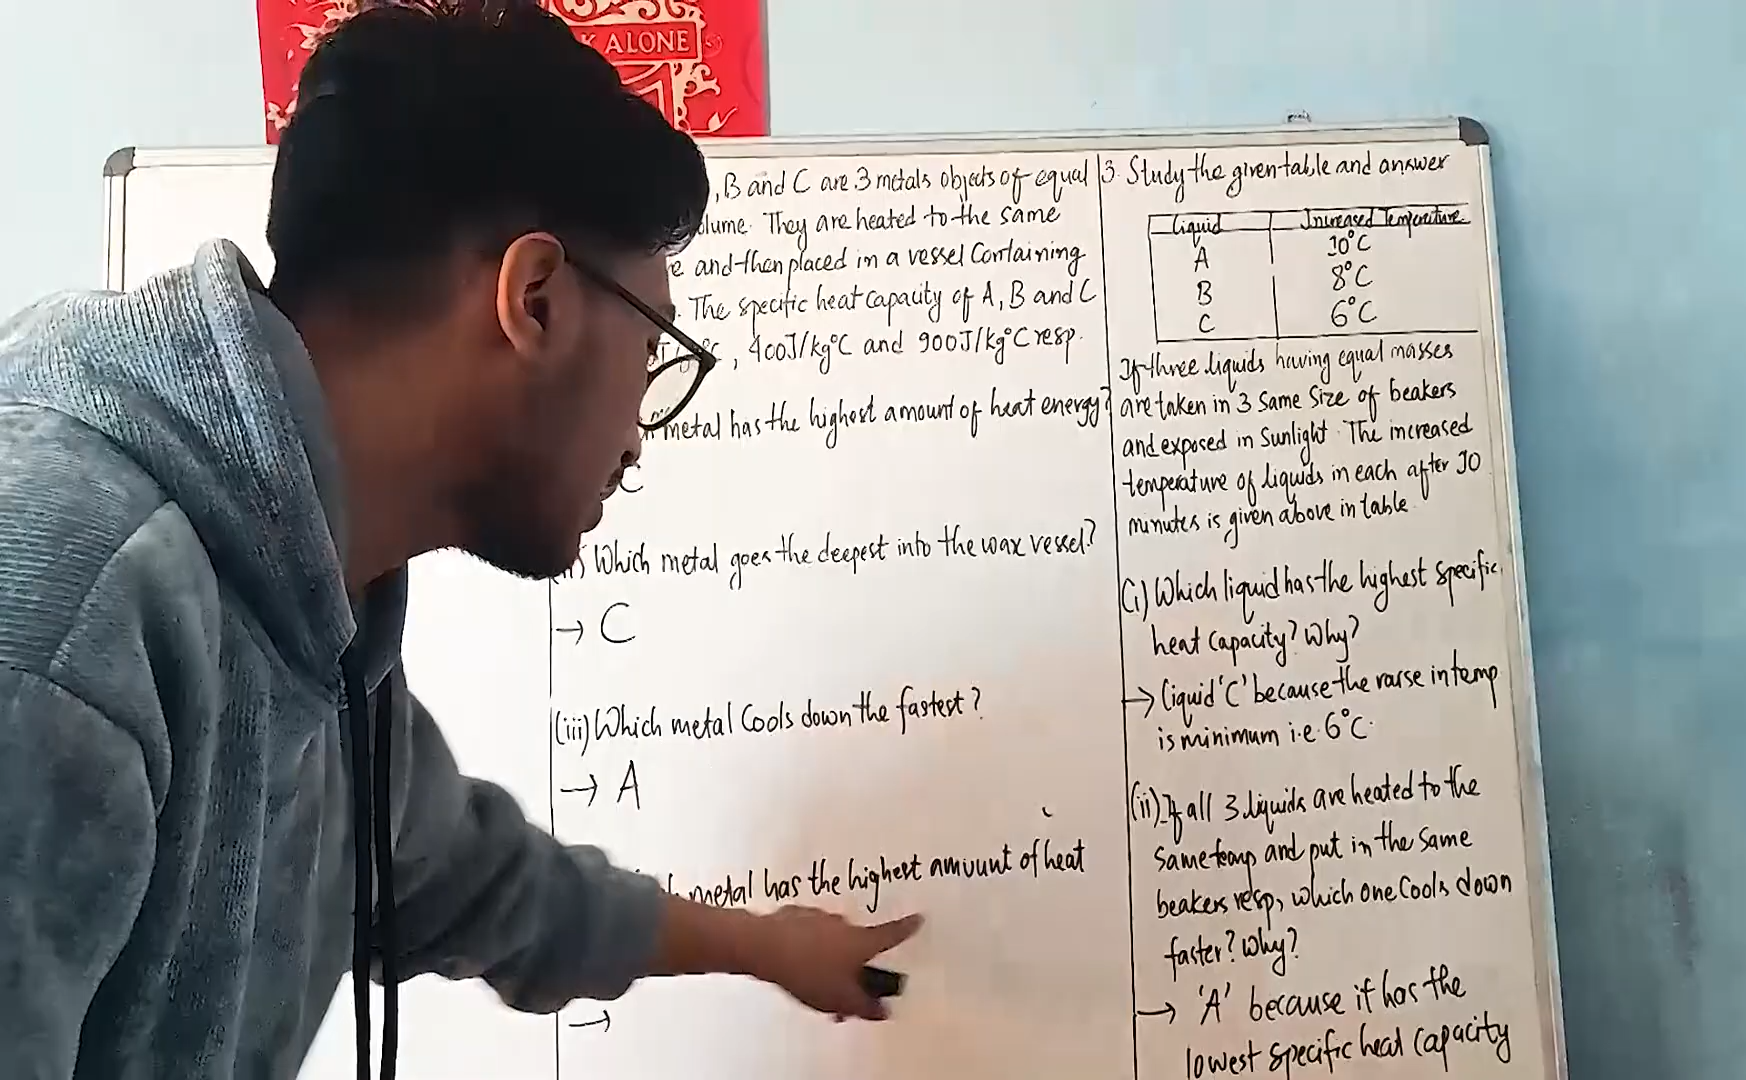 K ALONE
, B and C are 3 metals objects of equal
olume. They are heated to the same
e and then placed in a vessel Containing
. The specific heat capacity of A, B and C
, 400J/kg°C and 900J/kg°C resp.
metal has the highest amount of heat energy?
C
Which metal goes the deepest into the wax vessel?
→ C
(iii) Which metal Cools down the fastest?
→ A
metal has the highest amount of heat
→
3. Study the given table and answer
Liquid Increased Temperature
A 10°C
B 8°C
C 6°C
If three liquids having equal masses
are taken in 3 Same Size of beakers
and exposed in Sunlight. The increased
temperature of liquids in each after 10
minutes is given above in table.
(i) Which liquid has the highest specific
heat capacity? Why?
→ Liquid 'C' because the rarse in temp
is minimum i.e. 6°C.
(ii) If all 3 liquids are heated to the
same temp and put in the same
beakers resp, which one Cools down
faster? Why?
→ 'A' because it has the
lowest specific heat capacity